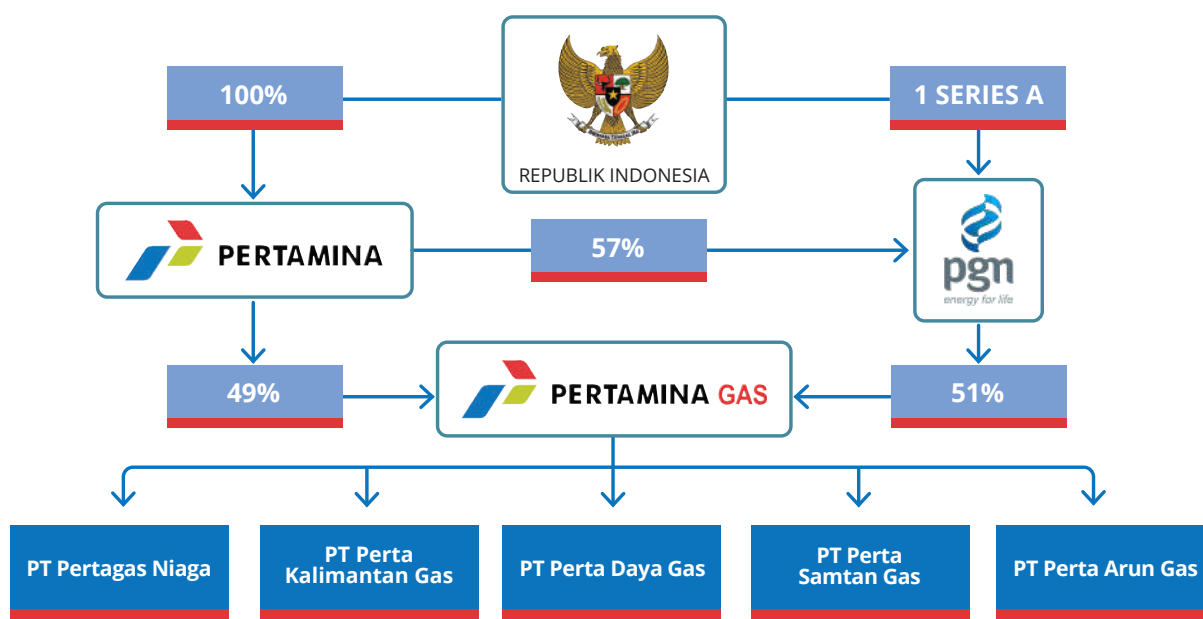 100%
1 SERIES A
REPUBLIK INDONESIA
PERTAMINA
57%
pgn
energy for life
49%
PERTAMINA GAS
51%
PT Pertagas Niaga
PT Perta
Kalimantan Gas
PT Perta Daya Gas
PT Perta
Samtan Gas
PT Perta Arun Gas